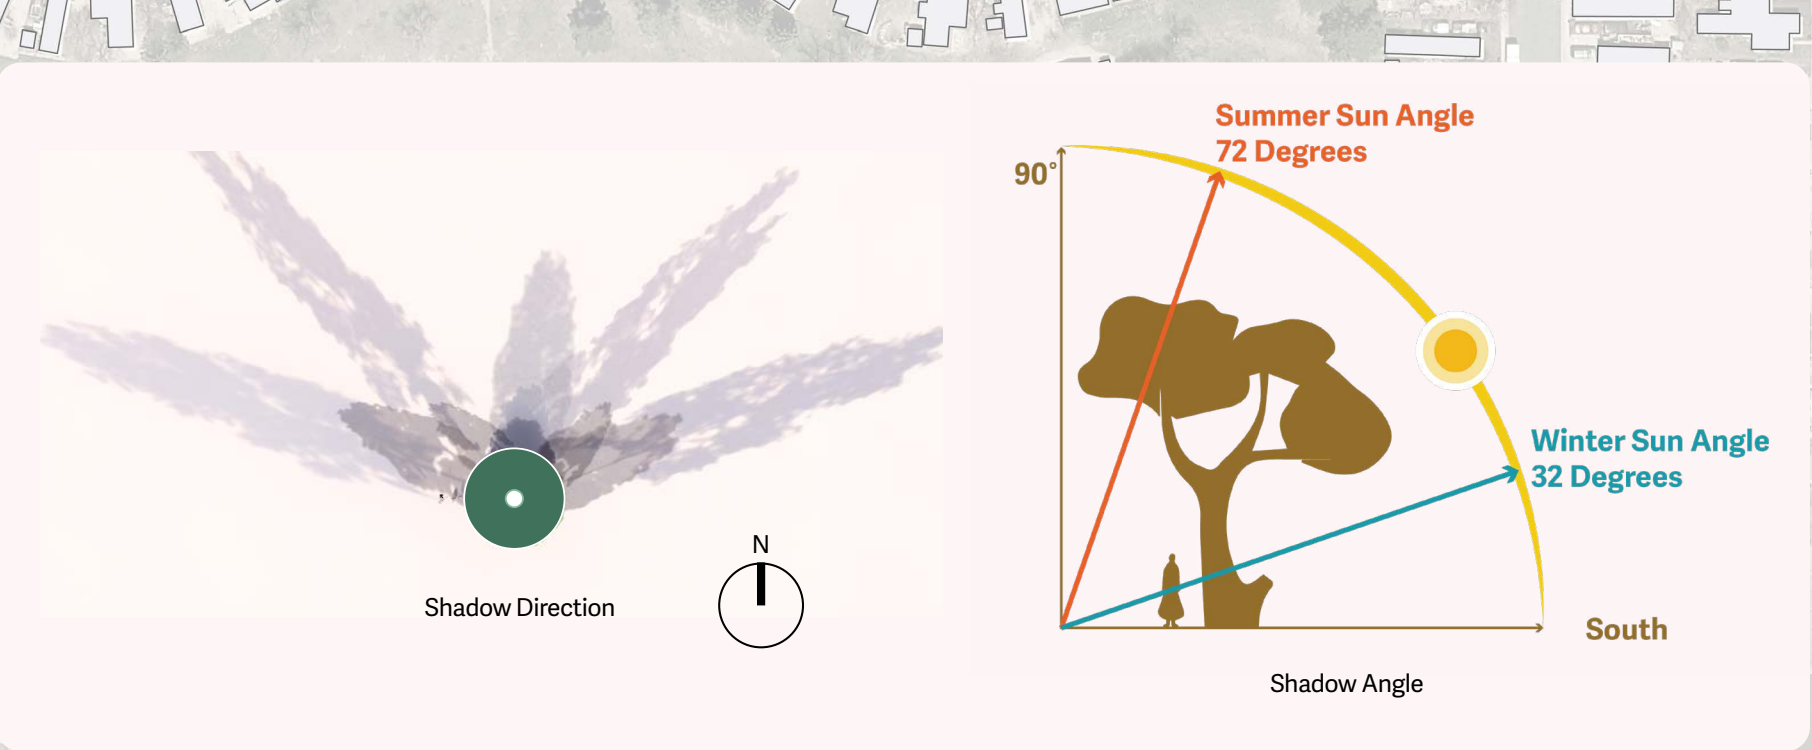 Summer Sun Angle
72 Degrees
90°
Winter Sun Angle
32 Degrees
N
Shadow Direction
South
Shadow Angle